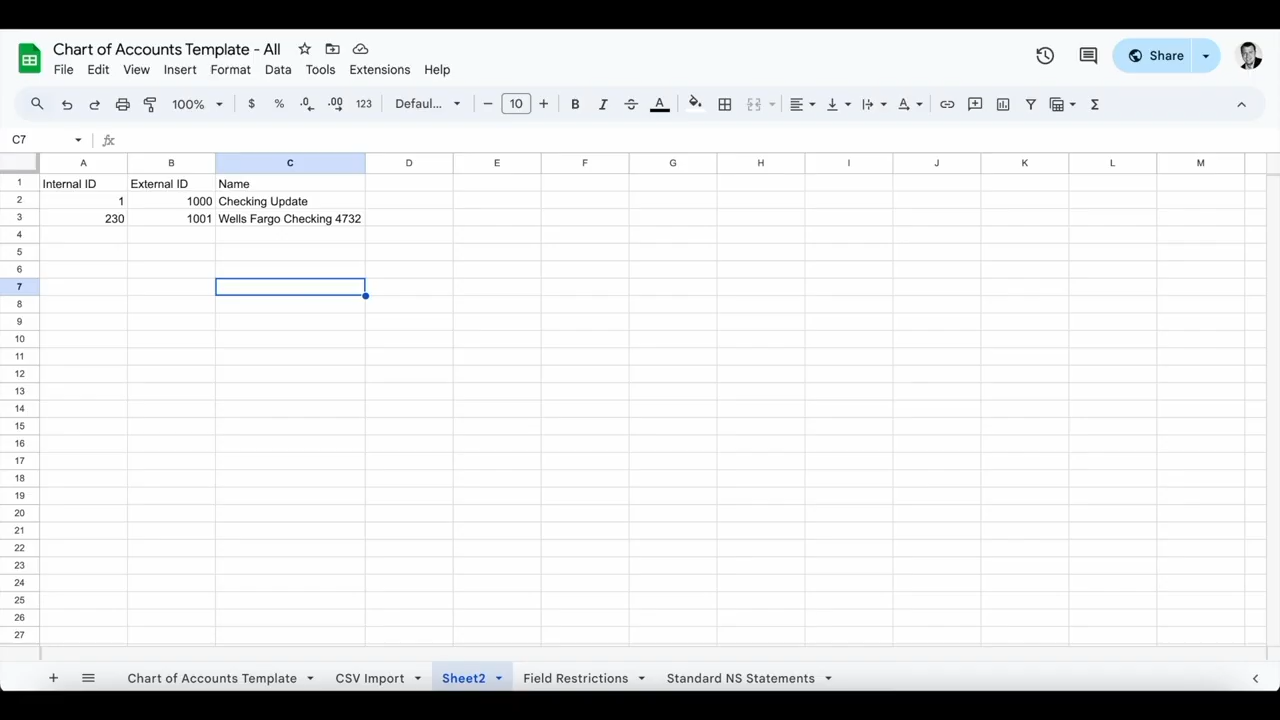 Chart of Accounts Template - All
File Edit View Insert Format Data Tools Extensions Help
Share
100% $ % .0 .00 123 Defaul... 10 B I S A A Σ
C7 fx
A B C D E F G H I J K L M
1 Internal ID External ID Name
2 1 1000 Checking Update
3 230 1001 Wells Fargo Checking 4732
4
5
6
7
8
9
10
11
12
13
14
15
16
17
18
19
20
21
22
23
24
25
26
27
Chart of Accounts Template CSV Import Sheet2 Field Restrictions Standard NS Statements